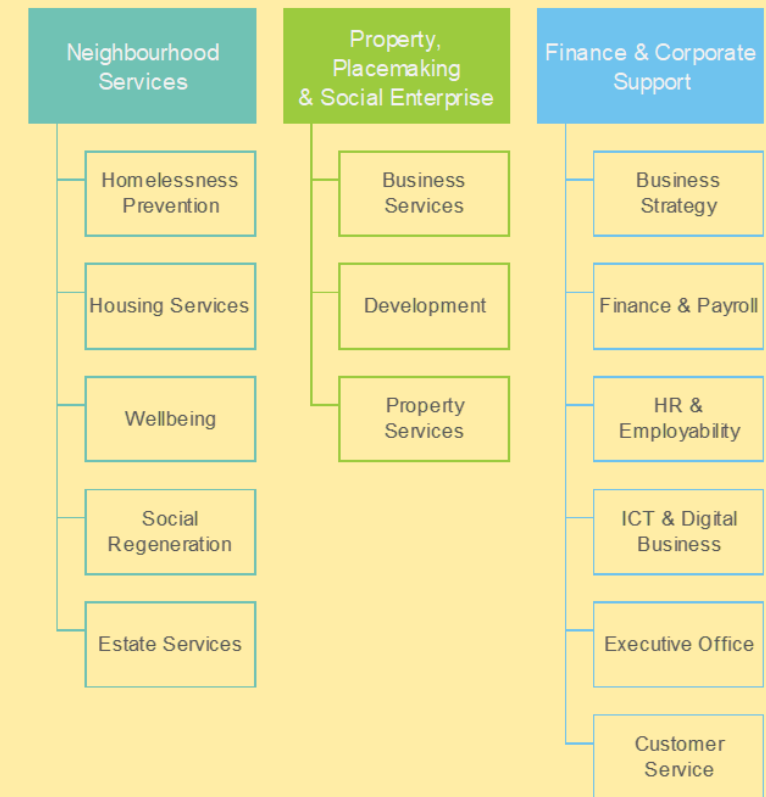 Neighbourhood
Services
Homelessness
Prevention
Housing Services
Wellbeing
Social
Regeneration
Estate Services
Property,
Placemaking
& Social Enterprise
Business
Services
Development
Property
Services
Finance & Corporate
Support
Business
Strategy
Finance & Payroll
HR &
Employability
ICT & Digital
Business
Executive Office
Customer
Service